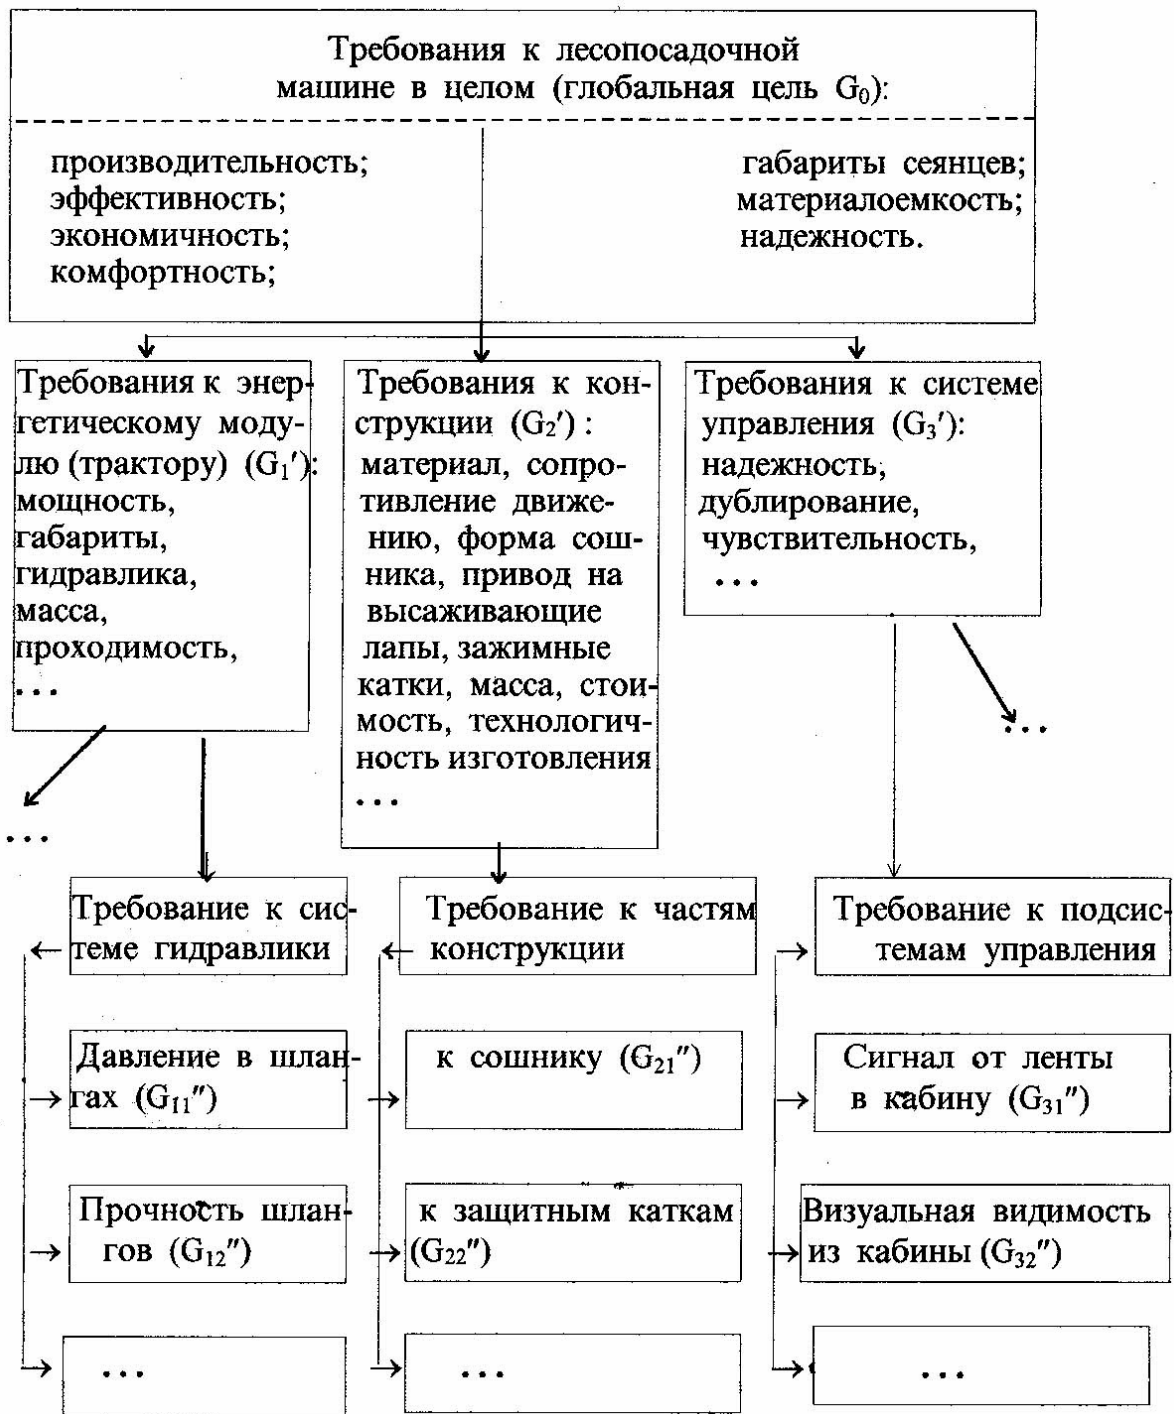 Требования к лесопосадочной
машине в целом (глобальная цель G₀):
производительность;
эффективность;
экономичность;
комфортность;
габариты сеянцев;
материалоемкость;
надежность.
Требования к энер-
гетическому моду-
лю (трактору) (G₁′):
мощность,
габариты,
гидравлика,
масса,
проходимость,
...
Требования к кон-
струкции (G₂′) :
материал, сопро-
тивление движе-
нию, форма сош-
ника, привод на
высаживающие
лапы, зажимные
катки, масса, стои-
мость, технологич-
ность изготовления
...
Требования к системе
управления (G₃′):
надежность,
дублирование,
чувствительность,
...
...
...
Требование к сис-
теме гидравлики
Давление в шлан-
гах (G₁₁″)
Прочность шлан-
гов (G₁₂″)
...
Требование к частям
конструкции
к сошнику (G₂₁″)
к защитным каткам
(G₂₂″)
...
Требование к подсис-
темам управления
Сигнал от ленты
в кабину (G₃₁″)
Визуальная видимость
из кабины (G₃₂″)
...